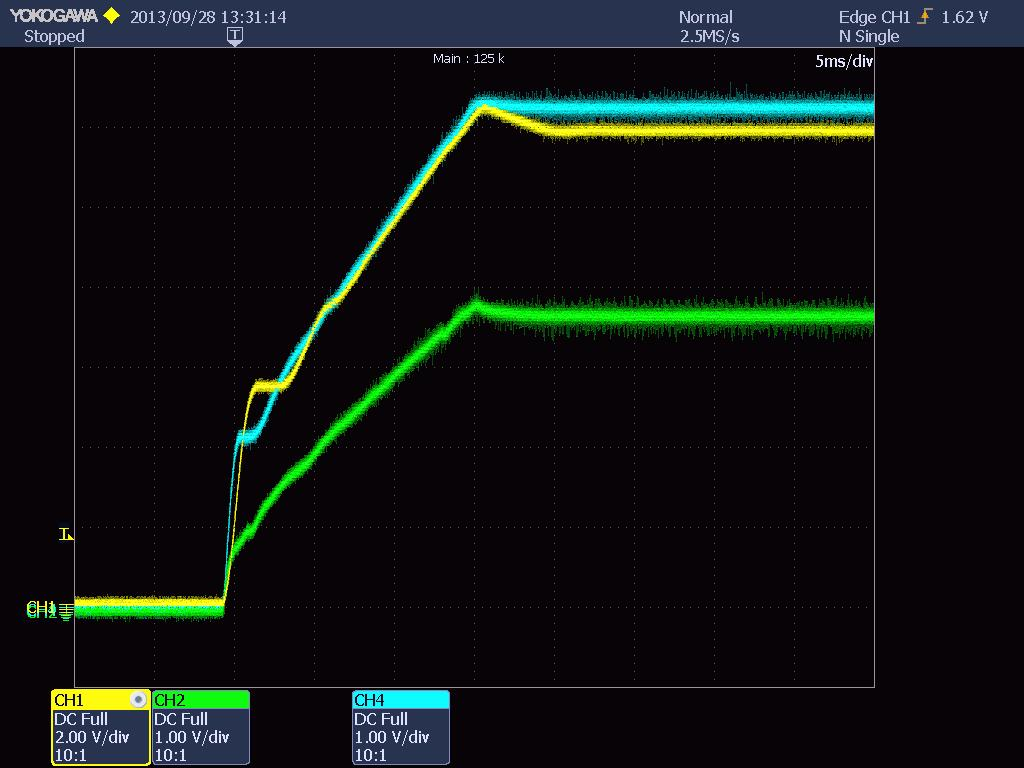 YOKOGAWA 2013/09/28 13:31:14 Normal Edge CH1 1.62 V
Stopped T 2.5MS/s N Single
Main : 125 k 5ms/div
T
CH1
CH2
CH1 CH2 CH4
DC Full DC Full DC Full
2.00 V/div 1.00 V/div 1.00 V/div
10:1 10:1 10:1